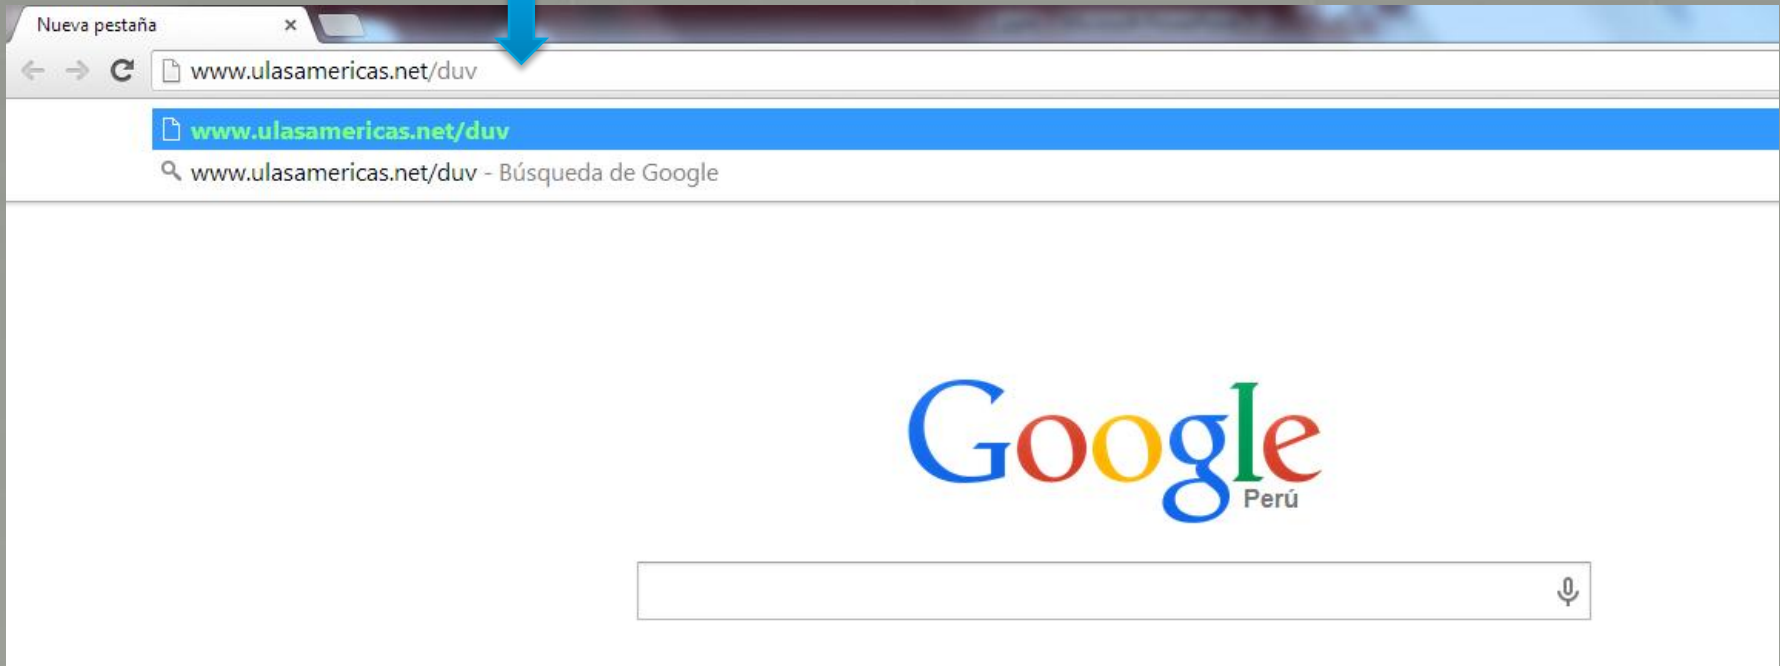 Nueva pestaña
www.ulasamericas.net/duv
www.ulasamericas.net/duv
www.ulasamericas.net/duv - Búsqueda de Google
Google
Perú